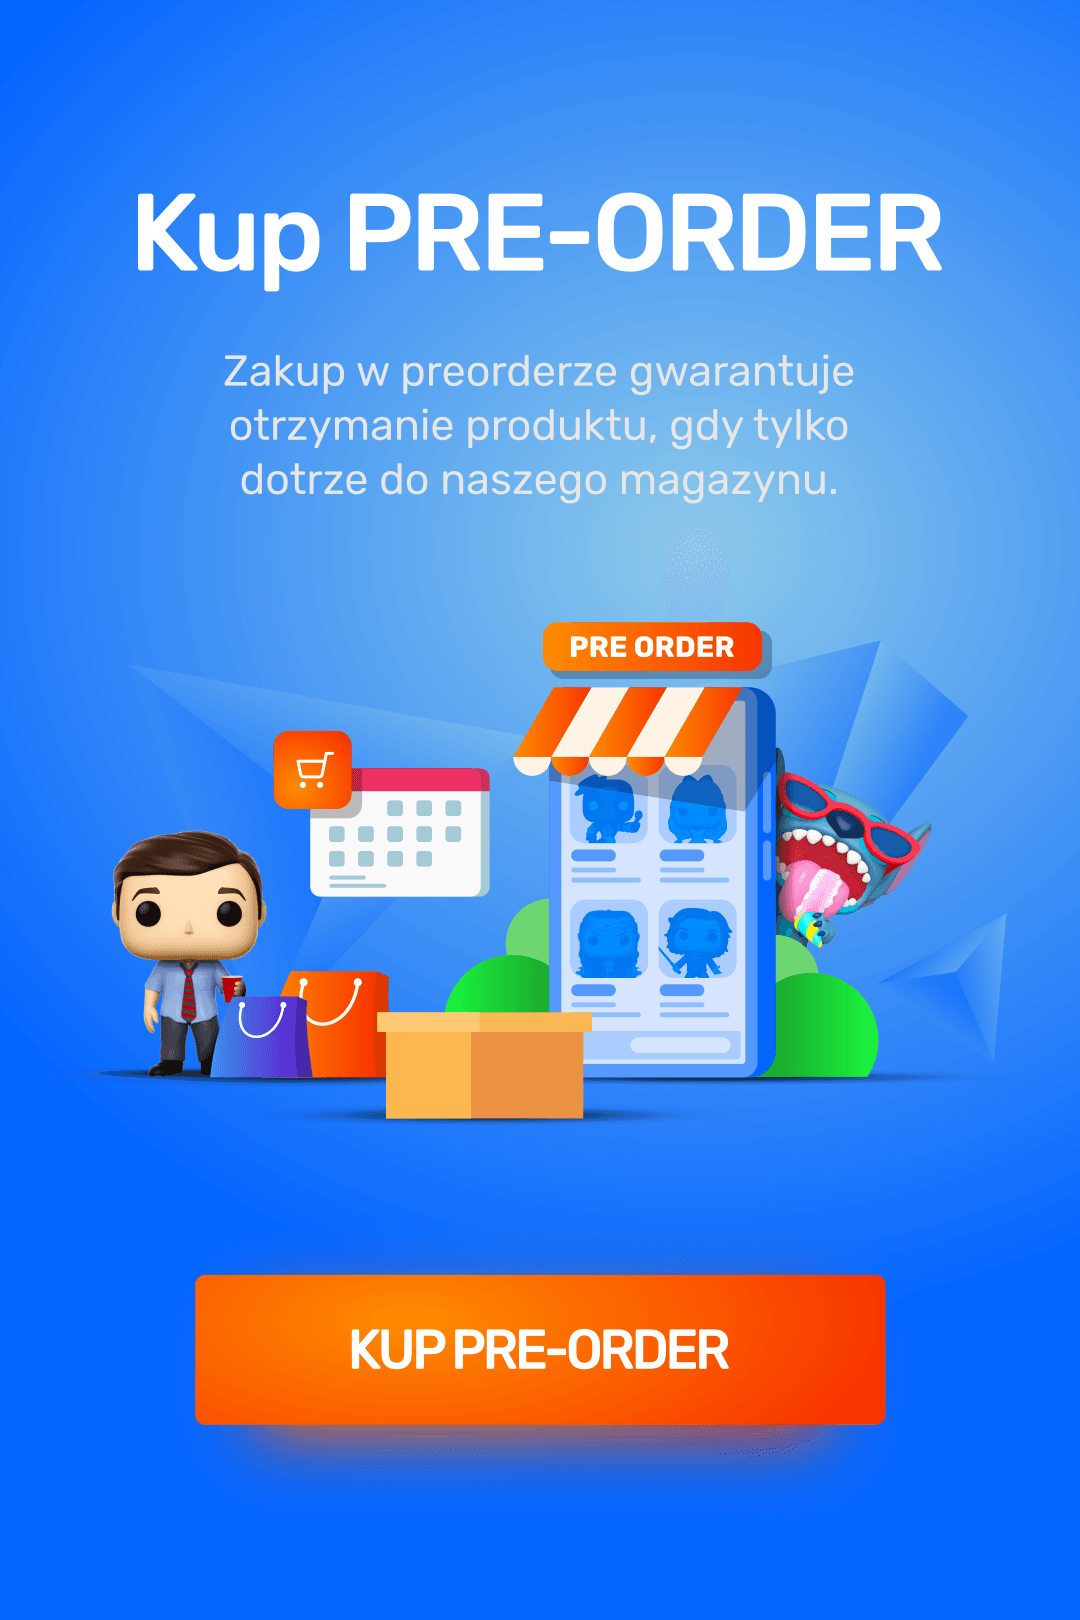 Kup PRE-ORDER
Zakup w preorderze gwarantuje
otrzymanie produktu, gdy tylko
dotrze do naszego magazynu.
PRE ORDER
KUP PRE-ORDER